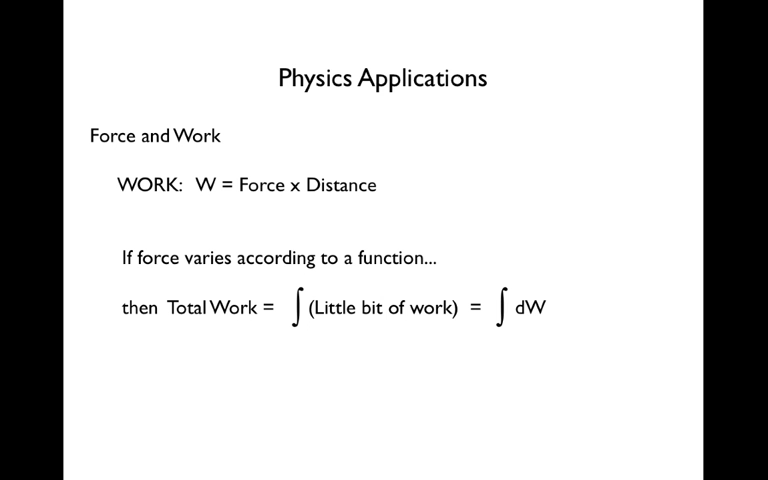 Physics Applications
Force and Work
WORK: W = Force x Distance
If force varies according to a function...
then Total Work = ∫ (Little bit of work) = ∫ dW